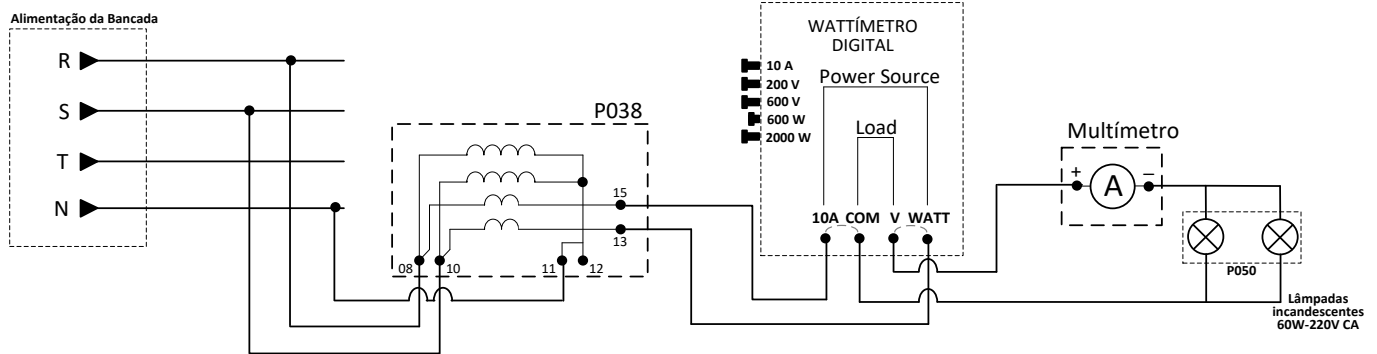 Alimentação da Bancada
R
S
T
N
P038
15
13
08
10
11
12
WATTÍMETRO
DIGITAL
10 A
200 V
600 V
600 W
2000 W
Power Source
Load
10A COM V WATT
Multímetro
+
A
−
P050
Lâmpadas
incandescentes
60W-220V CA